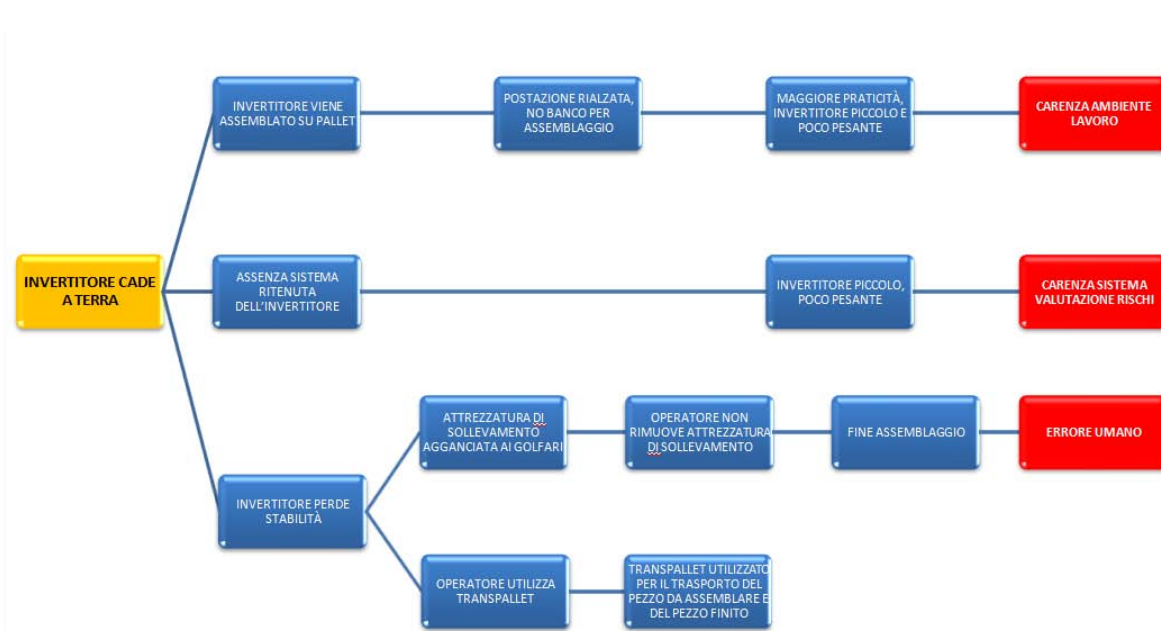 INVERTITORE VIENE
ASSEMBLATO SU PALLET
POSTAZIONE RIALZATA,
NO BANCO PER
ASSEMBLAGGIO
MAGGIORE PRATICITÀ,
INVERTITORE PICCOLO E
POCO PESANTE
CARENZA AMBIENTE
LAVORO
INVERTITORE CADE
A TERRA
ASSENZA SISTEMA
RITENUTA
DELL'INVERTITORE
INVERTITORE PICCOLO,
POCO PESANTE
CARENZA SISTEMA
VALUTAZIONE RISCHI
INVERTITORE PERDE
STABILITÀ
ATTREZZATURA DI
SOLLEVAMENTO
AGGANCIATA AI GOLFARI
OPERATORE NON
RIMUOVE ATTREZZATURA
DI SOLLEVAMENTO
FINE ASSEMBLAGGIO
ERRORE UMANO
OPERATORE UTILIZZA
TRANSPALLET
TRANSPALLET UTILIZZATO
PER IL TRASPORTO DEL
PEZZO DA ASSEMBLARE E
DEL PEZZO FINITO